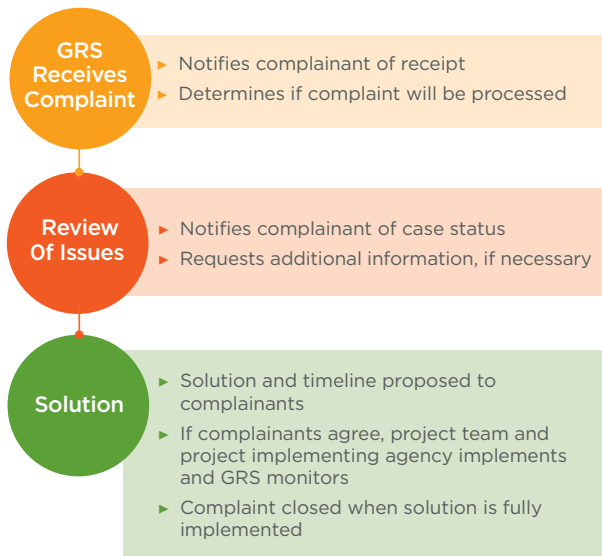 GRS
Receives
Complaint
Notifies complainant of receipt
Determines if complaint will be processed
Review
Of Issues
Notifies complainant of case status
Requests additional information, if necessary
Solution
Solution and timeline proposed to
complainants
If complainants agree, project team and
project implementing agency implements
and GRS monitors
Complaint closed when solution is fully
implemented